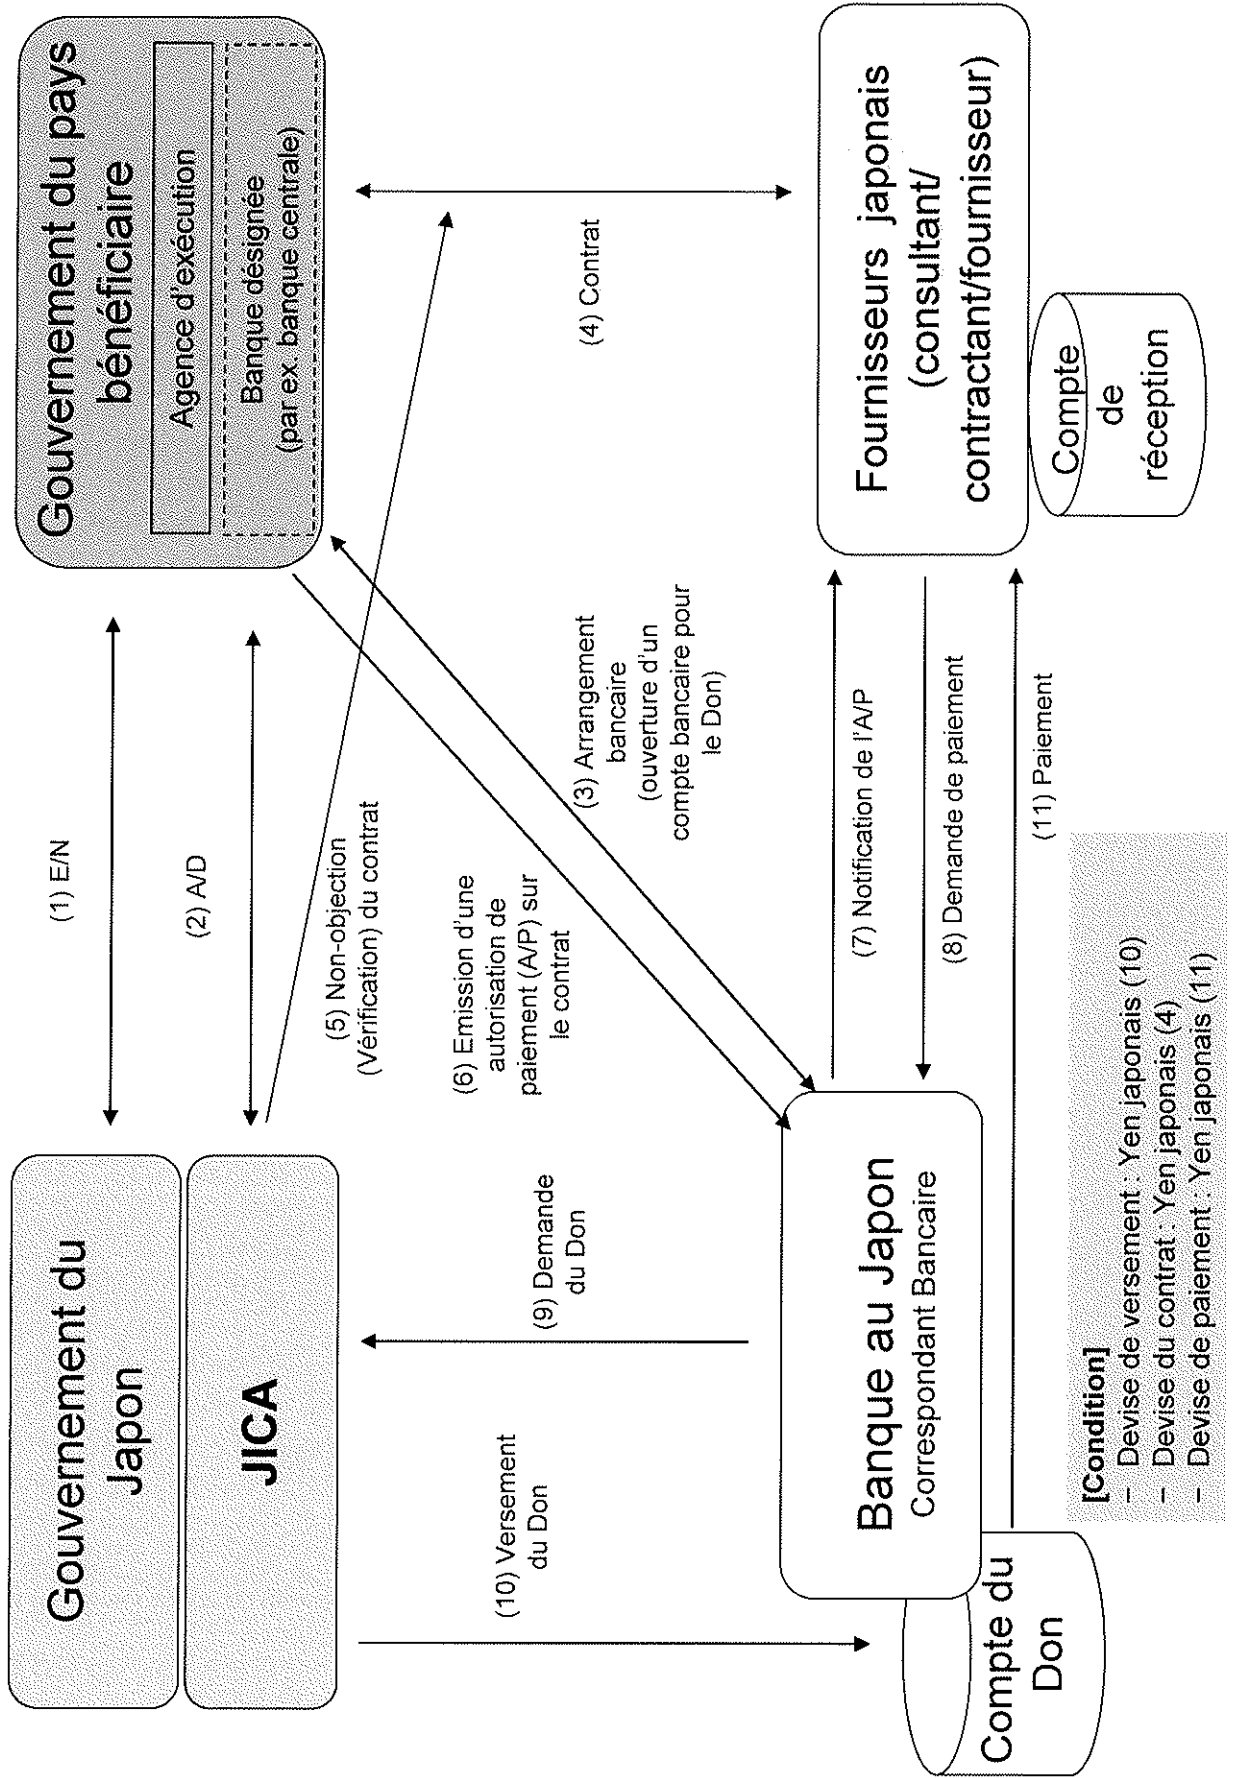 Gouvernement du
Japon
JICA
Gouvernement du pays
bénéficiaire
Agence d'exécution
Banque désignée
(par ex. banque centrale)
(1) E/N
(2) A/D
(5) Non-objection
(Vérification) du contrat
(6) Emission d'une
autorisation de
paiement (A/P) sur
le contrat
(3) Arrangement
bancaire
(ouverture d'un
compte bancaire pour
le Don)
(4) Contrat
(9) Demande
du Don
(10) Versement
du Don
Banque au Japon
Correspondant Bancaire
Compte du
Don
(7) Notification de l'A/P
(8) Demande de paiement
(11) Paiement
Fournisseurs japonais
(consultant/
contractant/fournisseur)
Compte
de
réception
[Condition]
– Devise de versement : Yen japonais (10)
– Devise du contrat : Yen japonais (4)
– Devise de paiement : Yen japonais (11)